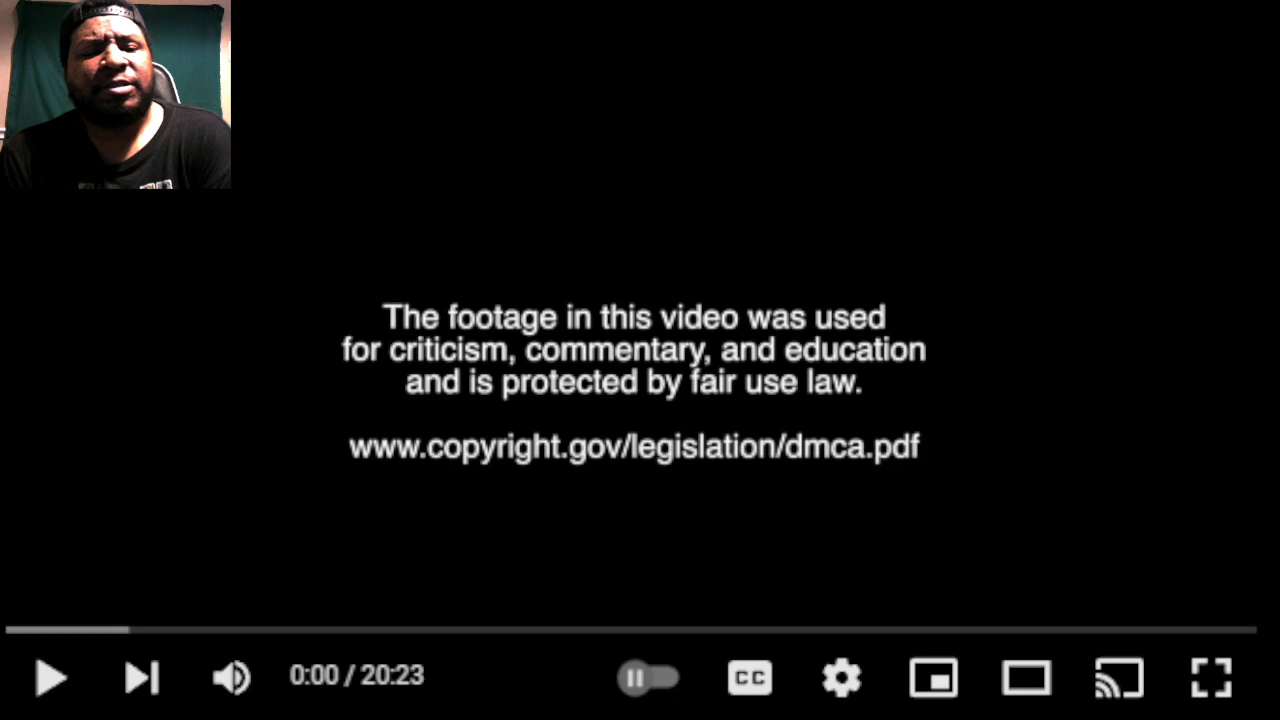 The footage in this video was used
for criticism, commentary, and education
and is protected by fair use law.
www.copyright.gov/legislation/dmca.pdf
0:00 / 20:23
CC